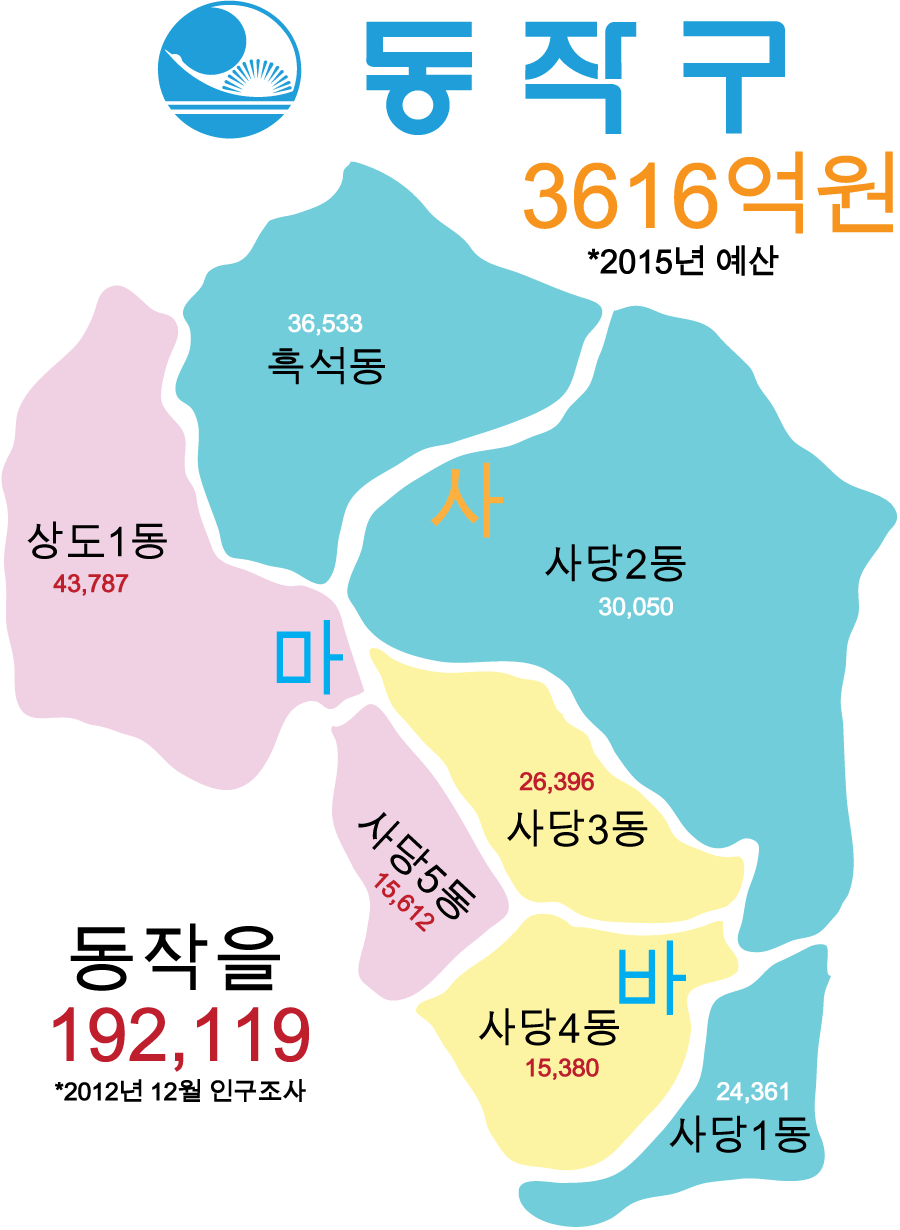 동작구
3616억원
*2015년 예산
36,533
흑석동
사
상도1동
43,787
사당2동
30,050
마
26,396
사당3동
사당5동
15,612
동작을
192,119
*2012년 12월 인구조사
바
사당4동
15,380
24,361
사당1동